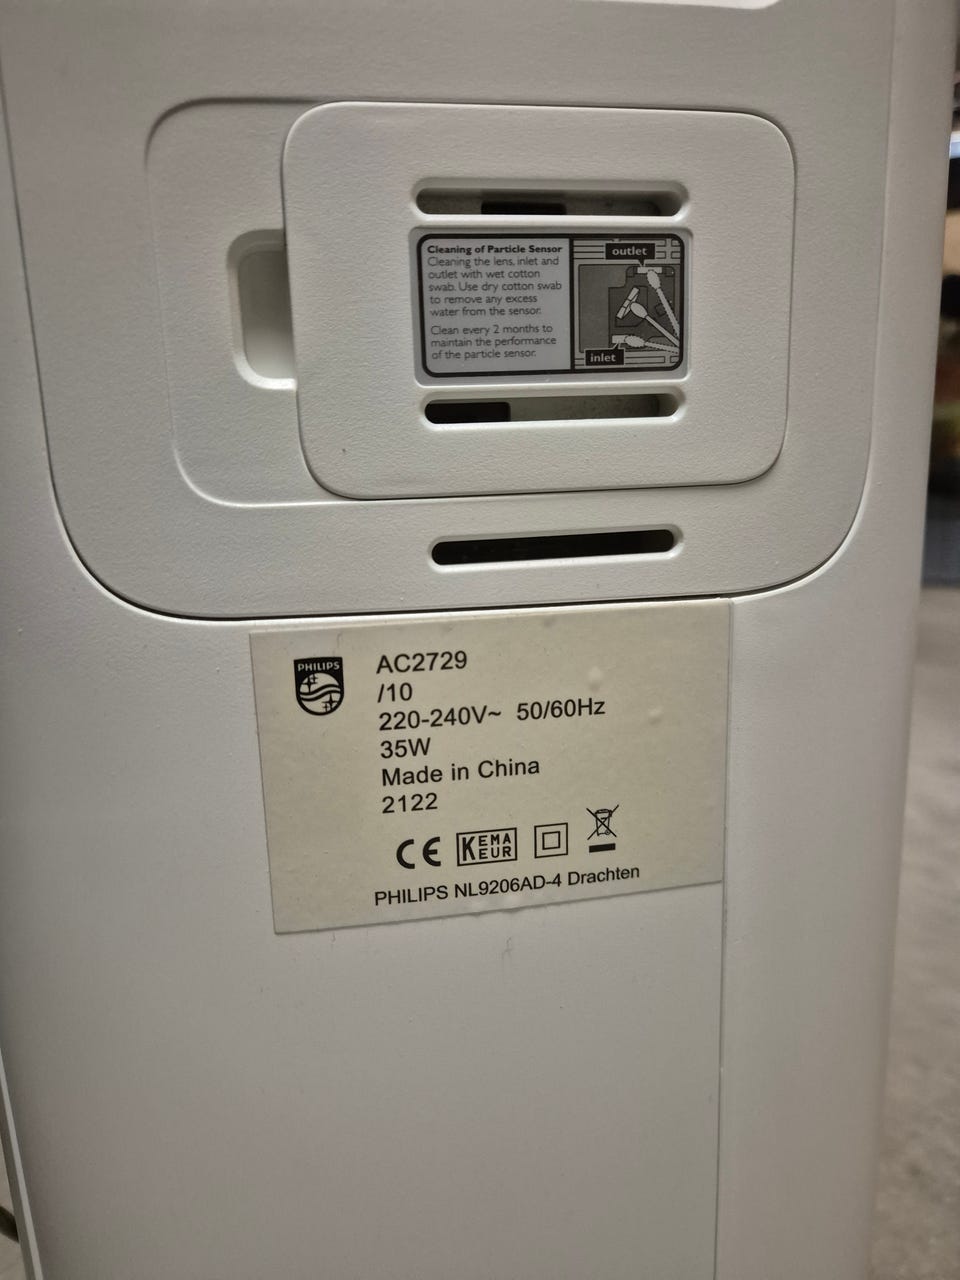 Cleaning of Particle Sensor
Cleaning the lens, inlet and
outlet with wet cotton
swab. Use dry cotton swab
to remove any excess
water from the sensor.
Clean every 2 months to
maintain the performance
of the particle sensor.
outlet
inlet
PHILIPS
AC2729
/10
220-240V~ 50/60Hz
35W
Made in China
2122
CE KEMA EUR
PHILIPS NL9206AD-4 Drachten